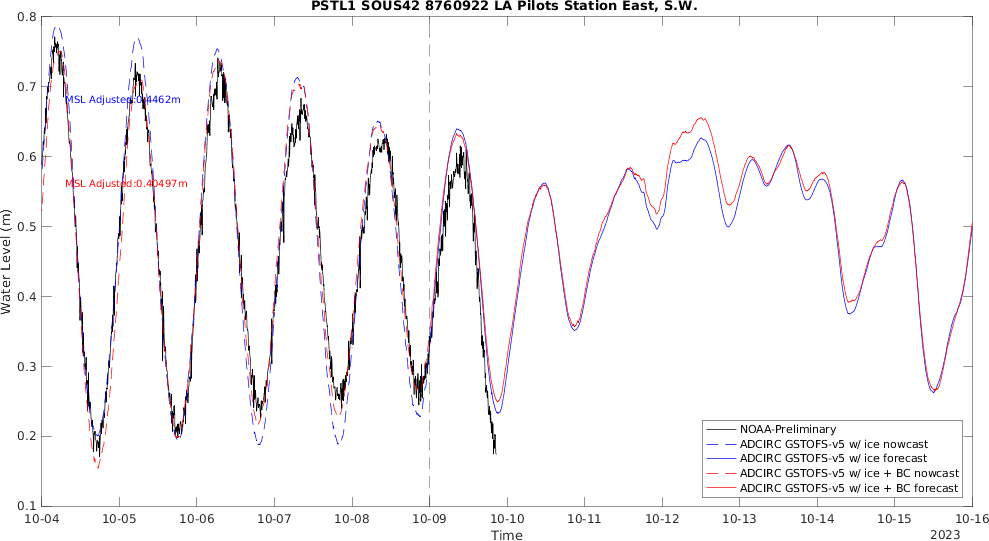 PSTL1 SOUS42 8760922 LA Pilots Station East, S.W.
Water Level (m)
0.8
0.7
0.6
0.5
0.4
0.3
0.2
0.1
MSL Adjusted:0.4462m
MSL Adjusted:0.40497m
NOAA-Preliminary
ADCIRC GSTOFS-v5 w/ ice nowcast
ADCIRC GSTOFS-v5 w/ ice forecast
ADCIRC GSTOFS-v5 w/ ice + BC nowcast
ADCIRC GSTOFS-v5 w/ ice + BC forecast
10-04 10-05 10-06 10-07 10-08 10-09 10-10 10-11 10-12 10-13 10-14 10-15 10-16
Time
2023